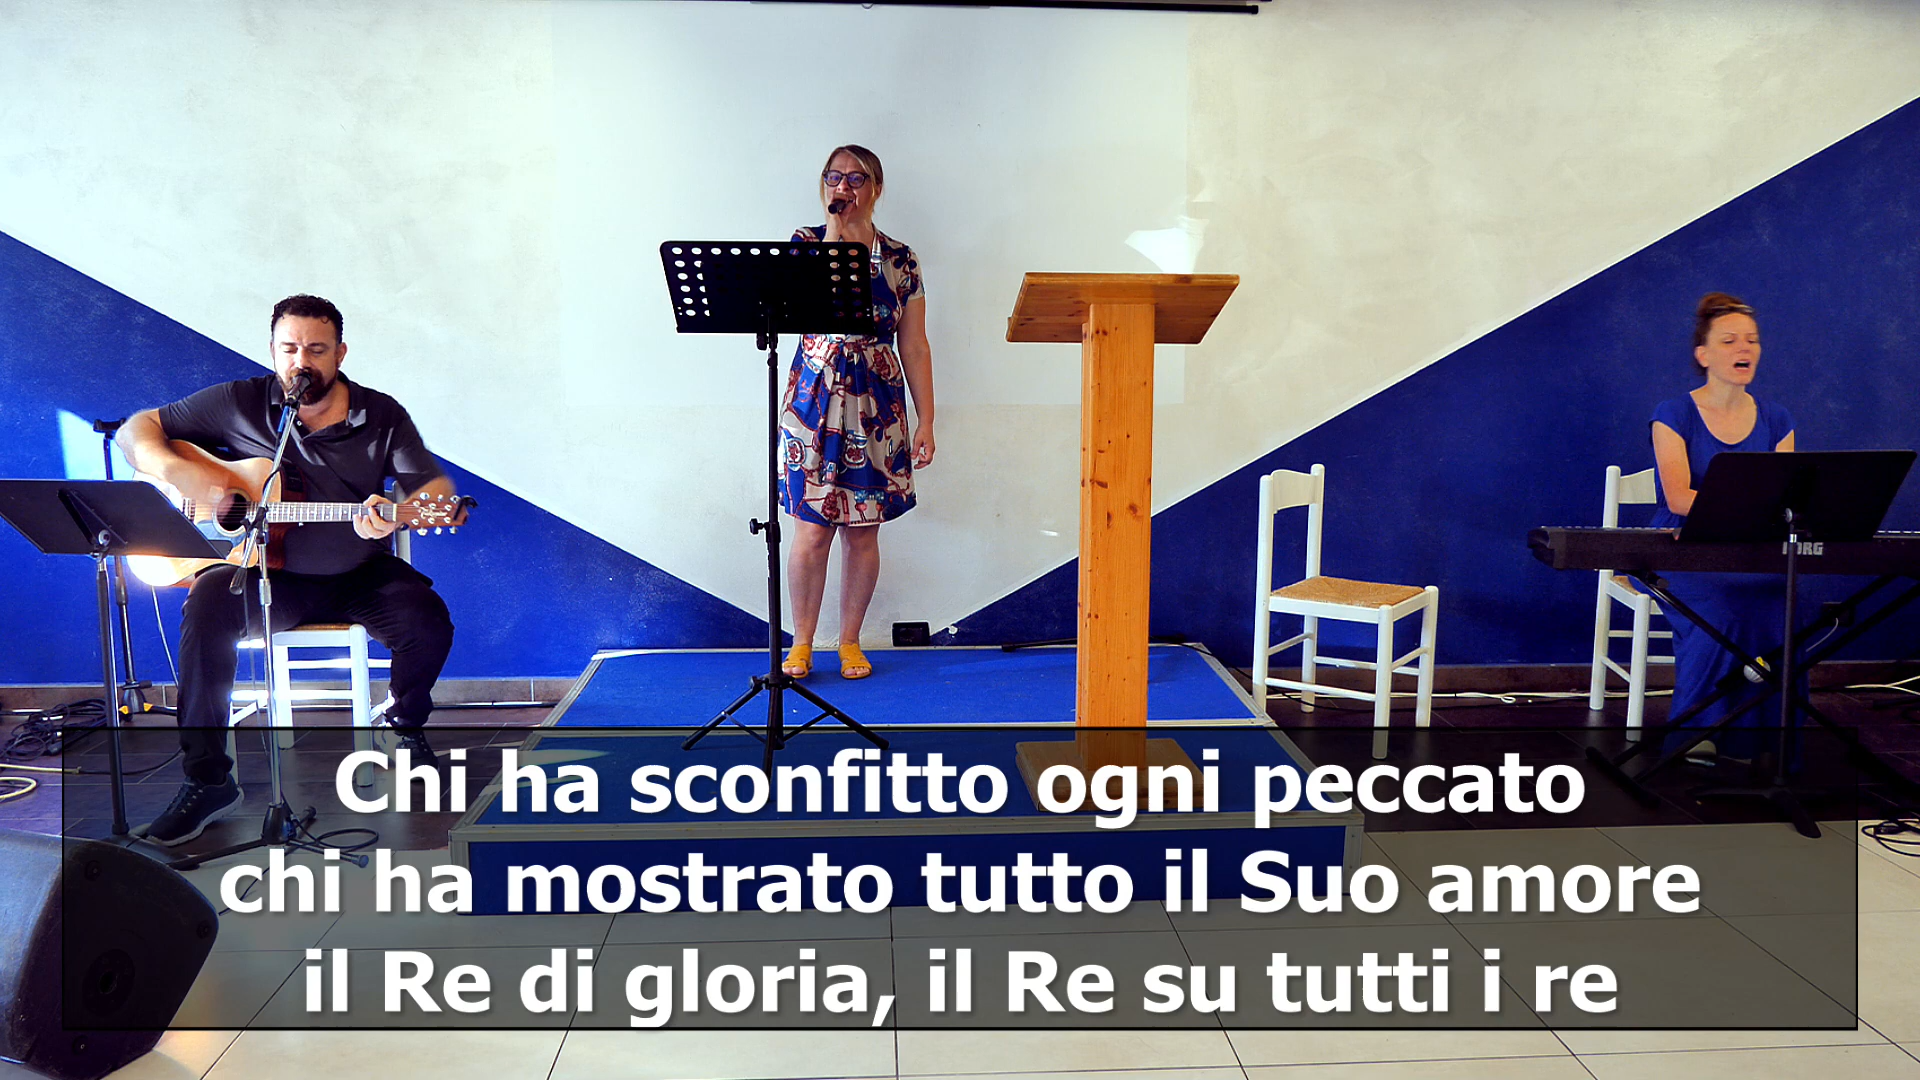 KORG
Chi ha sconfitto ogni peccato
chi ha mostrato tutto il Suo amore
il Re di gloria, il Re su tutti i re